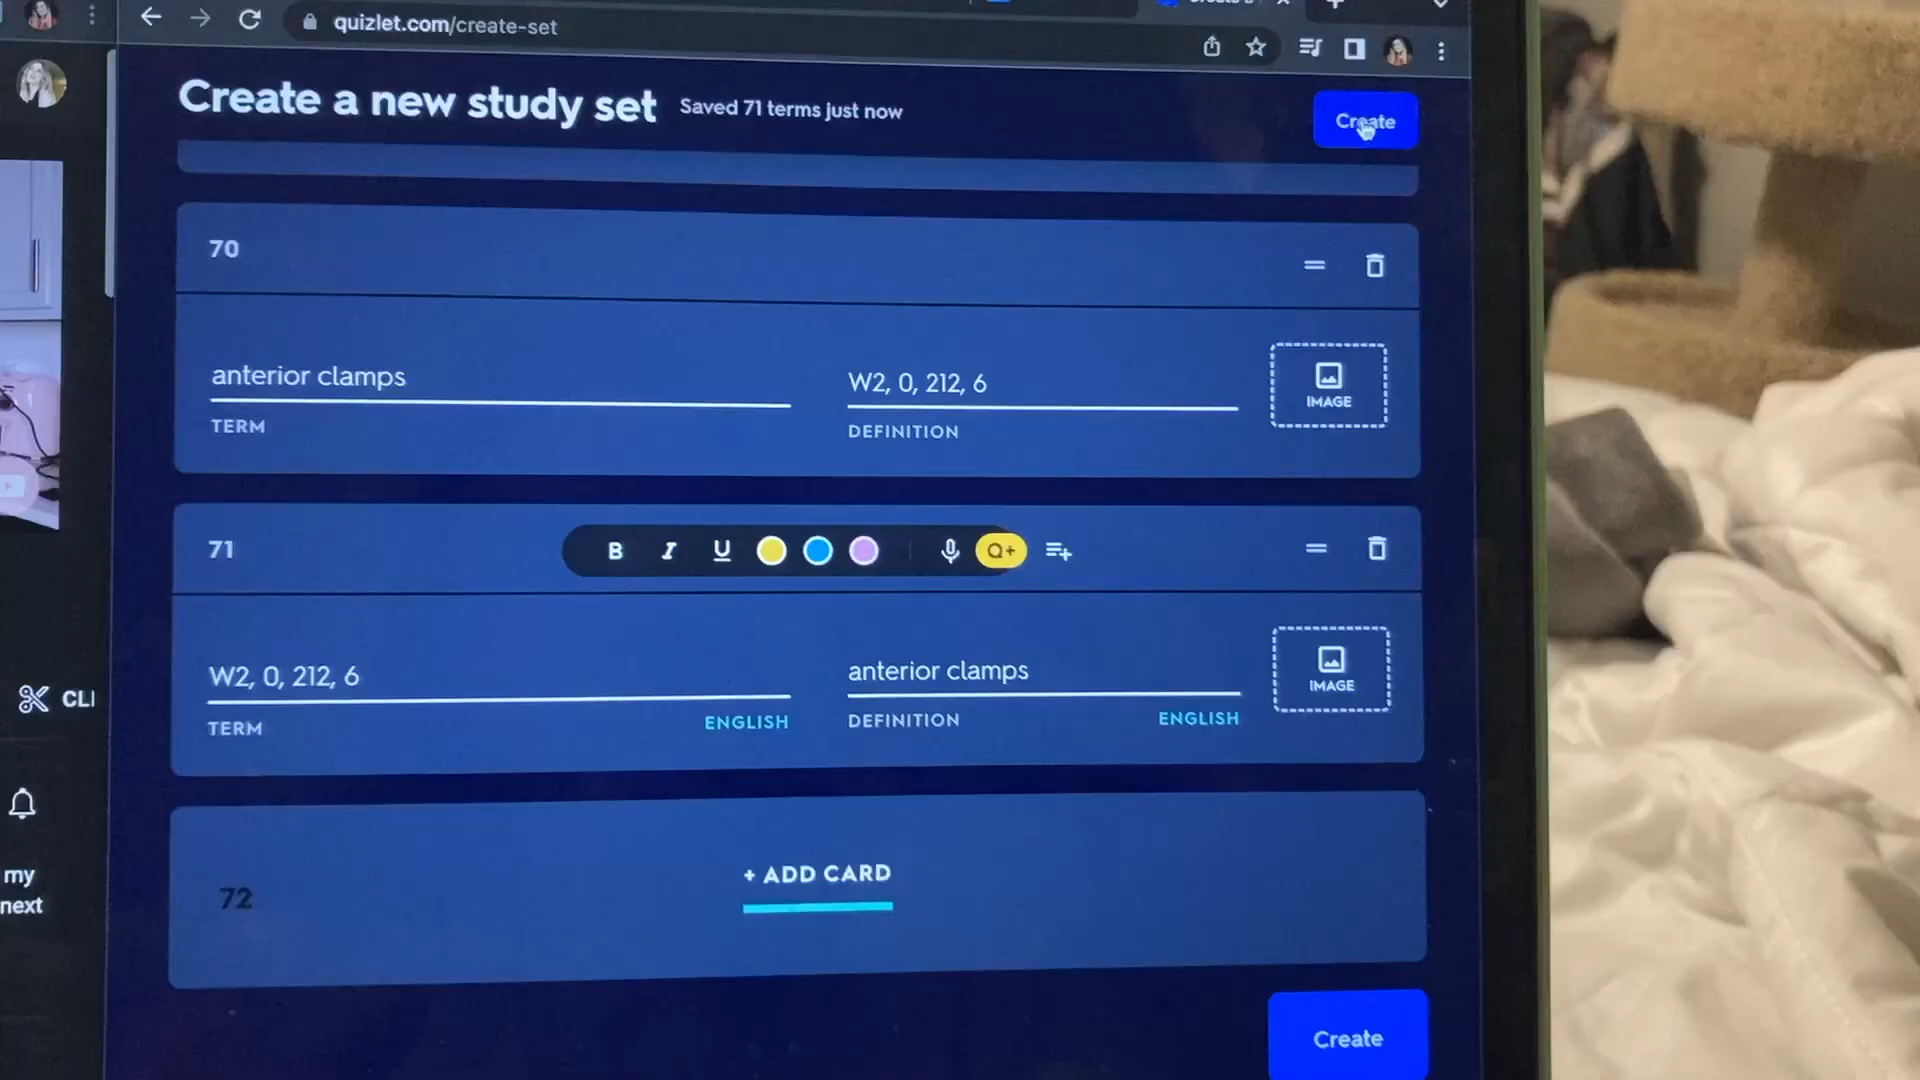 quizlet.com/create-set
Create a new study set
Saved 71 terms just now
Create
70
anterior clamps
W2, 0, 212, 6
IMAGE
TERM
DEFINITION
71
B I U
Q+
W2, 0, 212, 6
anterior clamps
IMAGE
TERM
ENGLISH
DEFINITION
ENGLISH
72
+ ADD CARD
Create
CLI
my
next